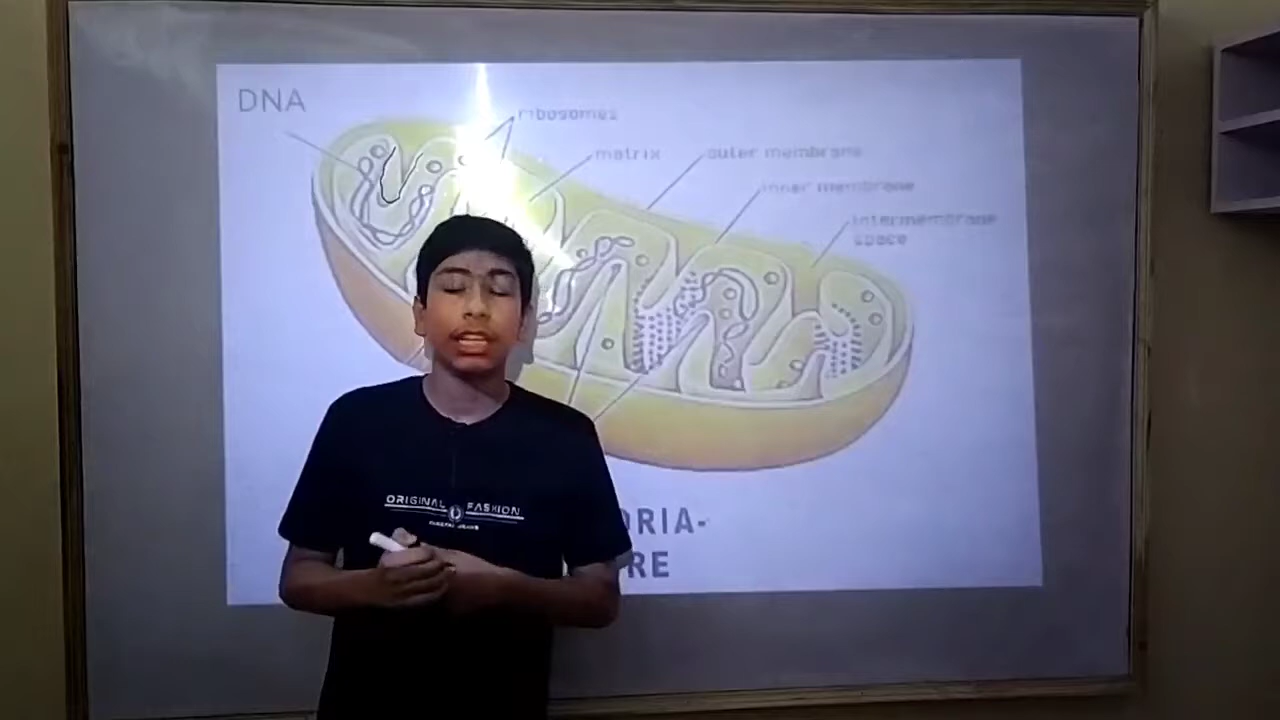 DNA
ribosomes
matrix
outer membrane
inner membrane
intermembrane
space
ORIGINAL FASHION
ORIA-
RE